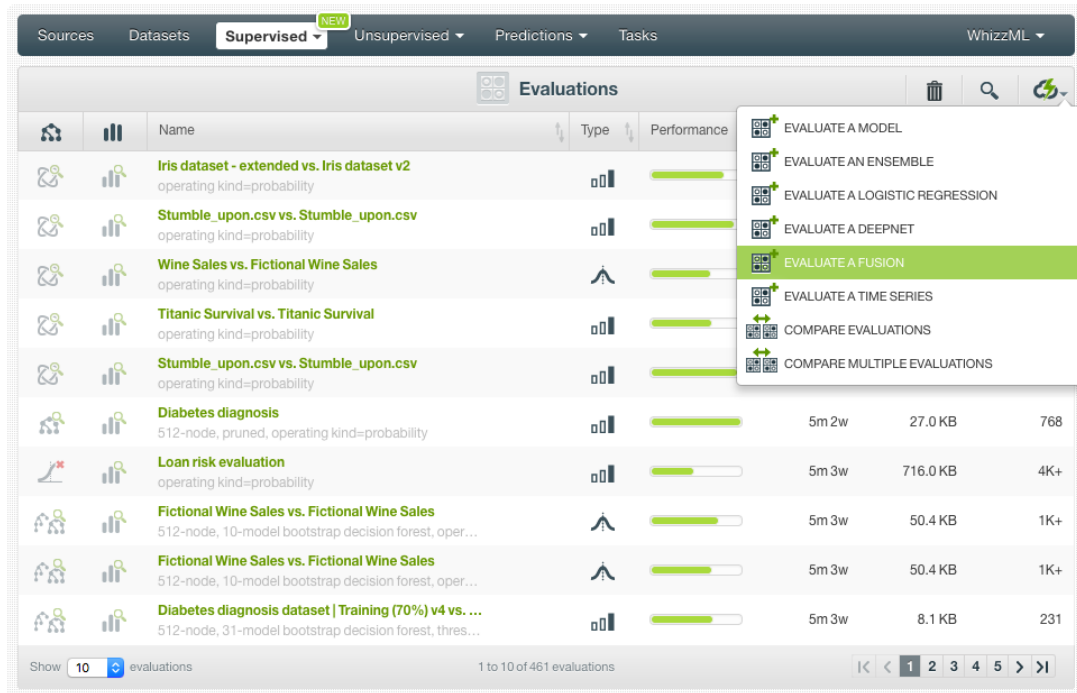 NEW
Sources Datasets Supervised Unsupervised Predictions Tasks WhizzML
Evaluations
Name Type Performance
EVALUATE A MODEL
EVALUATE AN ENSEMBLE
EVALUATE A LOGISTIC REGRESSION
EVALUATE A DEEPNET
EVALUATE A FUSION
EVALUATE A TIME SERIES
COMPARE EVALUATIONS
COMPARE MULTIPLE EVALUATIONS
Iris dataset - extended vs. Iris dataset v2
operating kind=probability
Stumble_upon.csv vs. Stumble_upon.csv
operating kind=probability
Wine Sales vs. Fictional Wine Sales
operating kind=probability
Titanic Survival vs. Titanic Survival
operating kind=probability
Stumble_upon.csv vs. Stumble_upon.csv
operating kind=probability
Diabetes diagnosis
512-node, pruned, operating kind=probability
5m 2w 27.0 KB 768
Loan risk evaluation
operating kind=probability
5m 3w 716.0 KB 4K+
Fictional Wine Sales vs. Fictional Wine Sales
512-node, 10-model bootstrap decision forest, oper...
5m 3w 50.4 KB 1K+
Fictional Wine Sales vs. Fictional Wine Sales
512-node, 10-model bootstrap decision forest, oper...
5m 3w 50.4 KB 1K+
Diabetes diagnosis dataset | Training (70%) v4 vs. ...
512-node, 31-model bootstrap decision forest, thres...
5m 3w 8.1 KB 231
Show 10 evaluations 1 to 10 of 461 evaluations 1 2 3 4 5